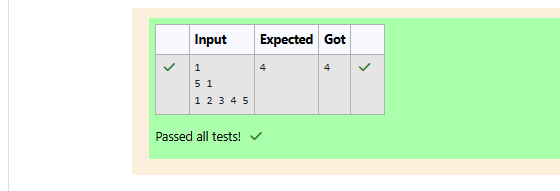 Input Expected Got
1 4 4
5 1
1 2 3 4 5
Passed all tests!